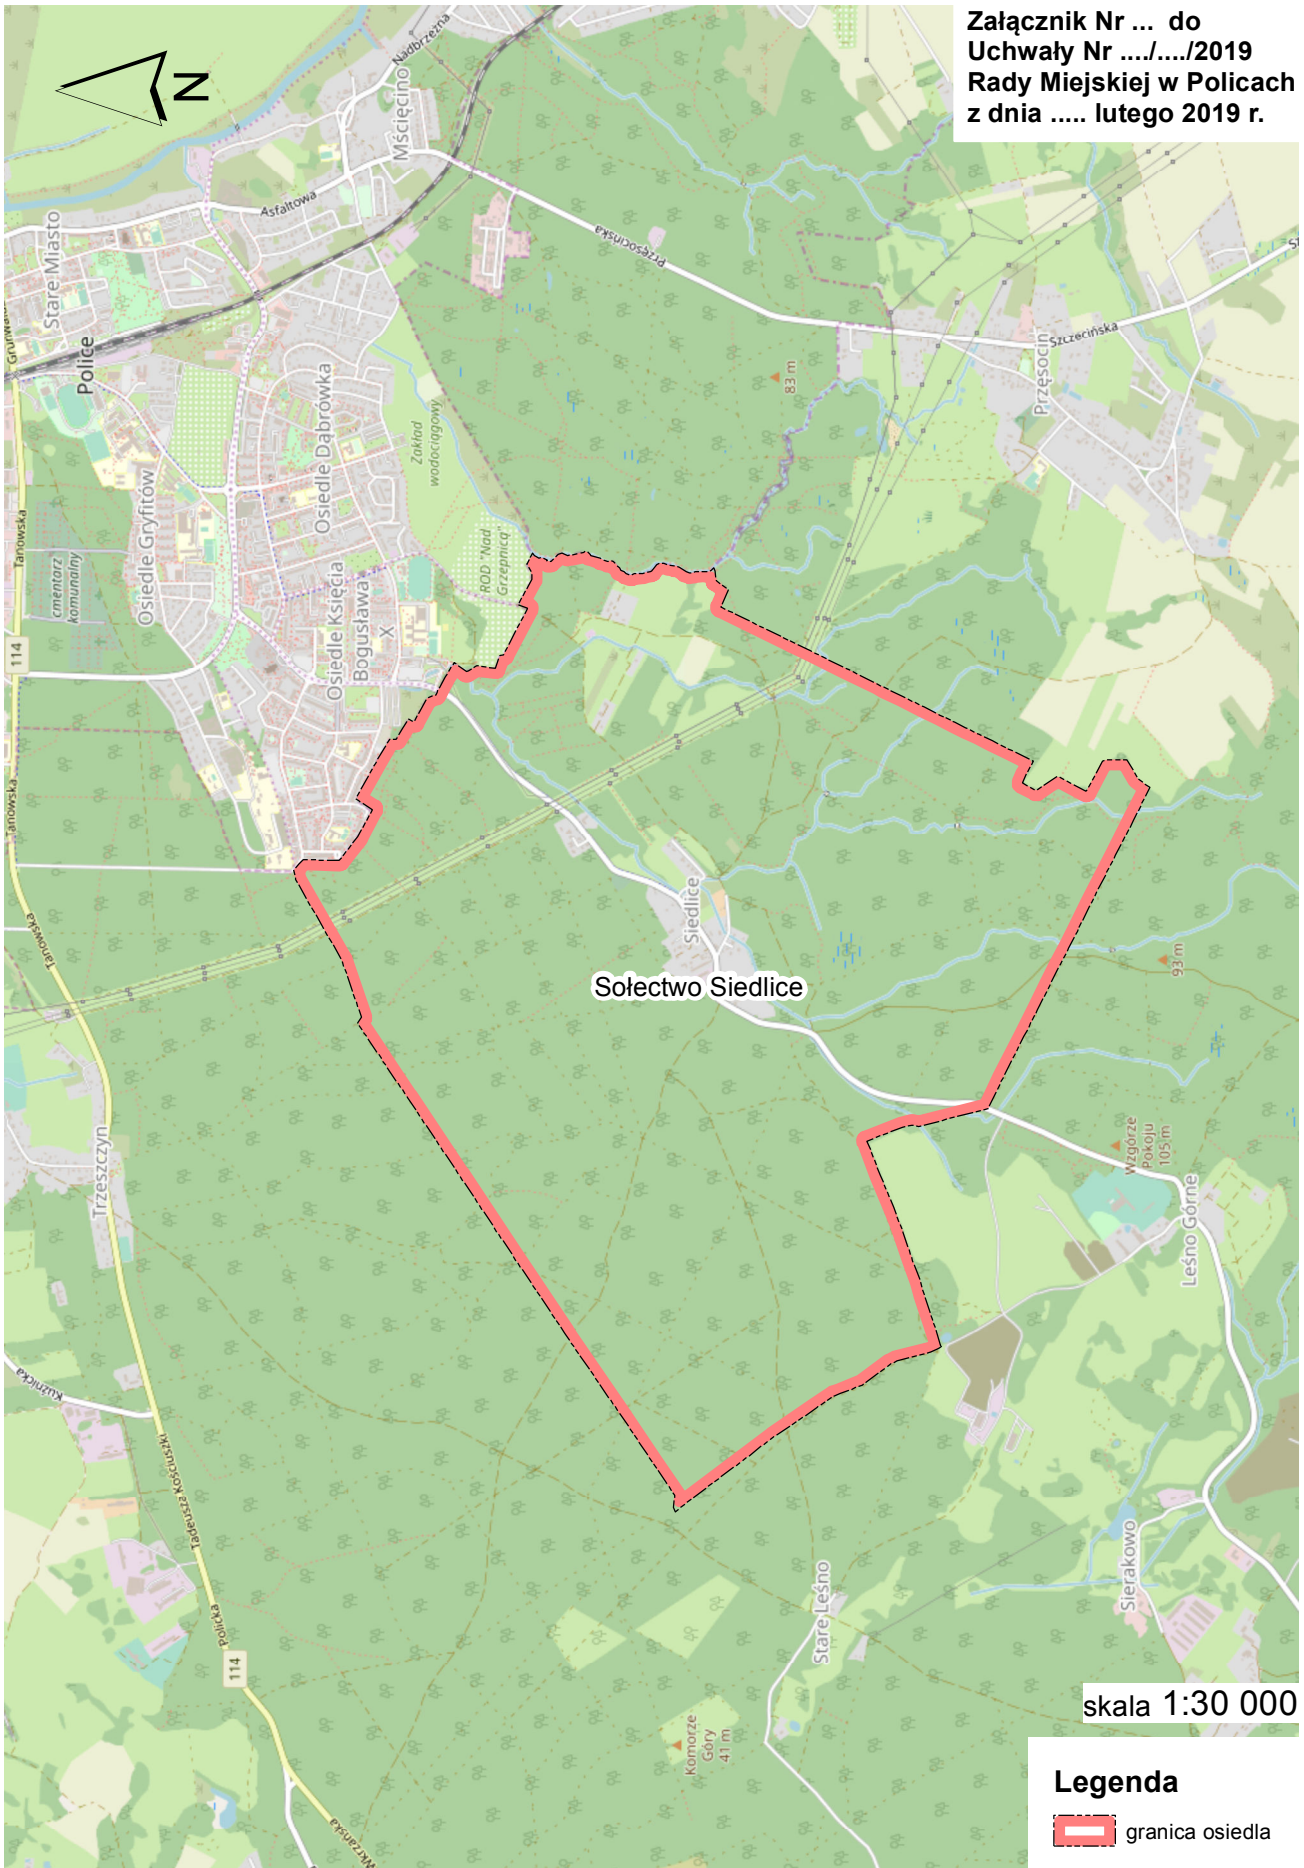 Załącznik Nr ... do
Uchwały Nr ..../..../2019
Rady Miejskiej w Policach
z dnia ..... lutego 2019 r.
N
Nadbrzeżna
Mścięcino
Asfaltowa
Stare Miasto
Police
Przęsocińska
Szczecińska
Przęsocin
83 m
Osiedle Dąbrówka
Zakład
wodociągowy
Osiedle Gryfitów
Tanowska
cmentarz
komunalny
ROD "Nad
Grzepnicą"
Osiedle Księcia
Bogusława
X
114
Tanowska
Tanowska
Siedlice
Sołectwo Siedlice
93 m
Trzeszczyn
Wzgórze
Pokoju
105 m
Leśno Górne
Kuźnicka
Tadeusza Kościuszki
Policka
114
Stare Leśno
Sierakowo
Komorze
Góry
41 m
Wkrzańska
skala 1:30 000
Legenda
granica osiedla